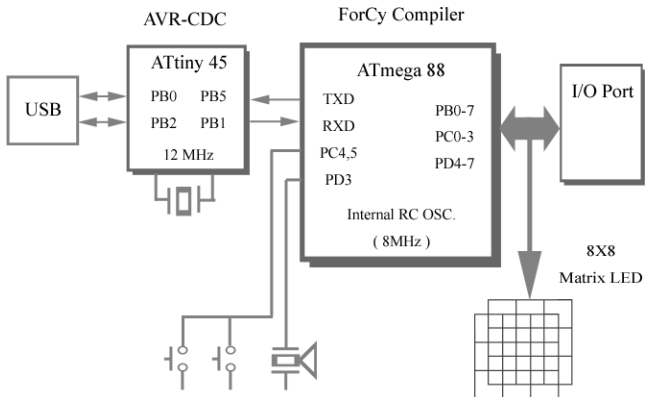 AVR-CDC
ForCy Compiler
USB
ATtiny 45
PB0 PB5
PB2 PB1
12 MHz
ATmega 88
TXD
RXD
PC4,5
PD3
PB0-7
PC0-3
PD4-7
Internal RC OSC.
( 8MHz )
I/O Port
8X8
Matrix LED